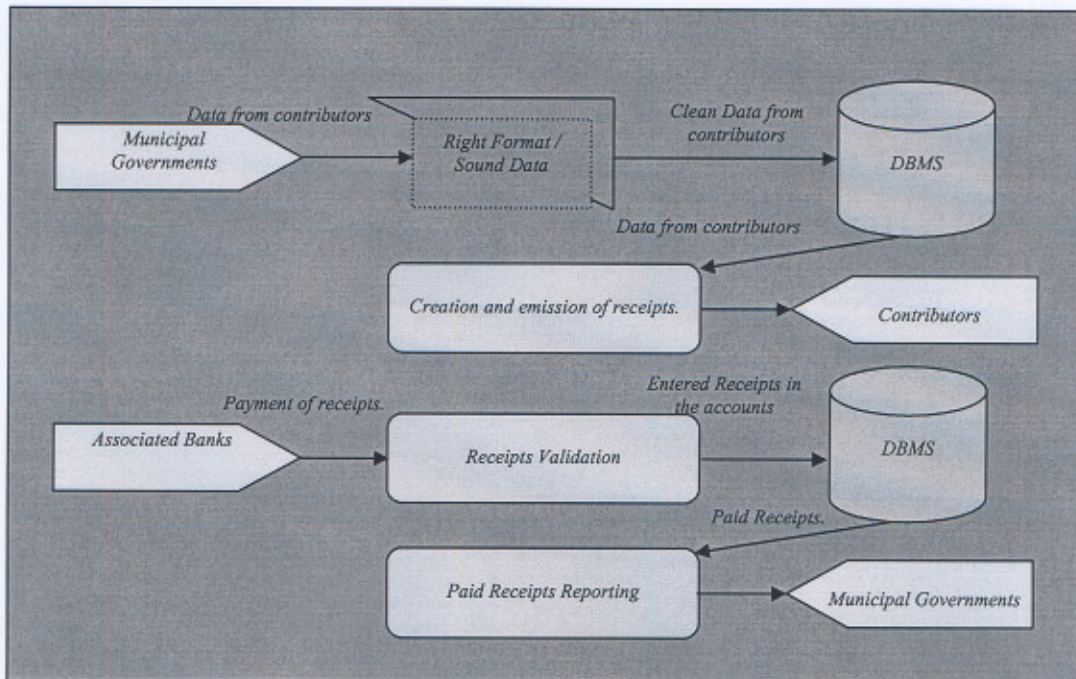 Data from contributors
Municipal
Governments
Right Format /
Sound Data
Clean Data from
contributors
DBMS
Data from contributors
Creation and emission of receipts.
Contributors
Payment of receipts.
Associated Banks
Receipts Validation
Entered Receipts in
the accounts
DBMS
Paid Receipts.
Paid Receipts Reporting
Municipal Governments